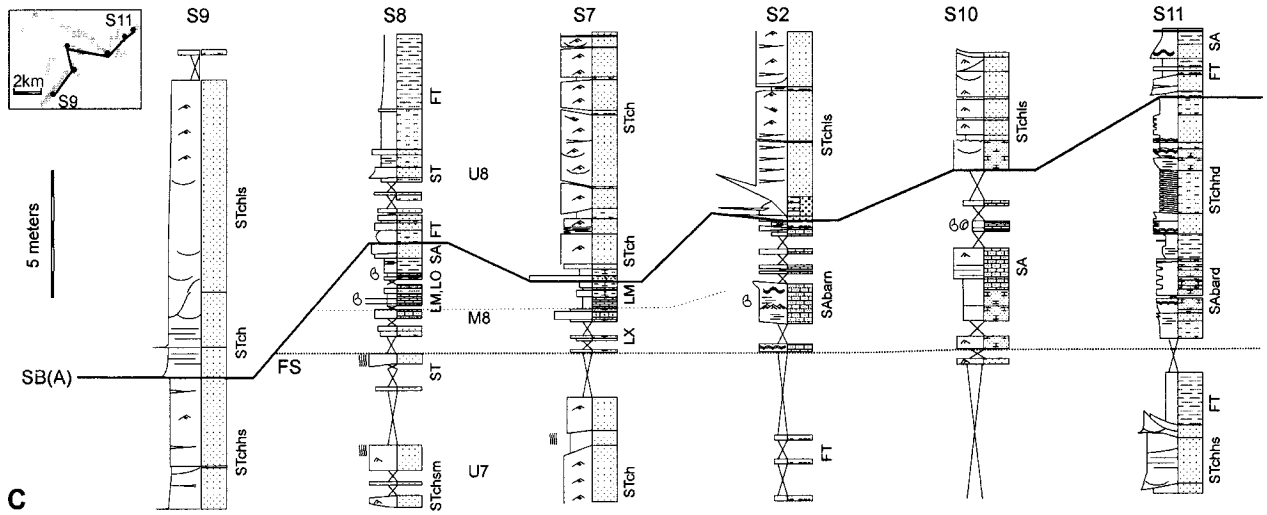 S11
2km
S9
S9
S8
S7
S2
S10
S11
5 meters
SB(A)
C
STchls
STch
STchhs
FS
FT
ST
U8
FT
SA
LM,LO
M8
ST
U7
STchsm
STch
STch
LM
LX
STch
STchls
SAbarn
FT
STchls
SA
SA
FT
STchhd
SAbard
FT
STchhs